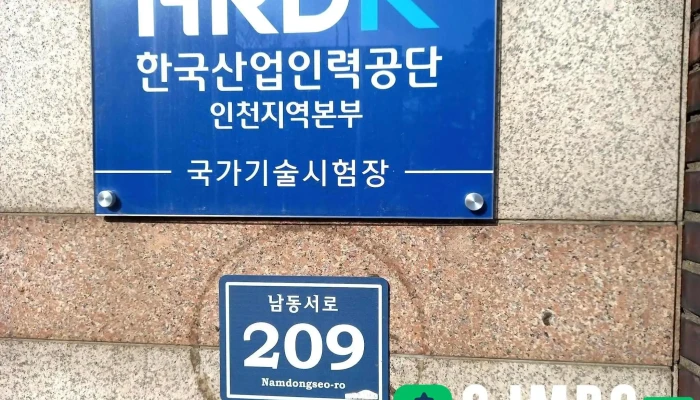 HRDK
한국산업인력공단
인천지역본부
국가기술시험장
남동서로
209
Namdongseo-ro